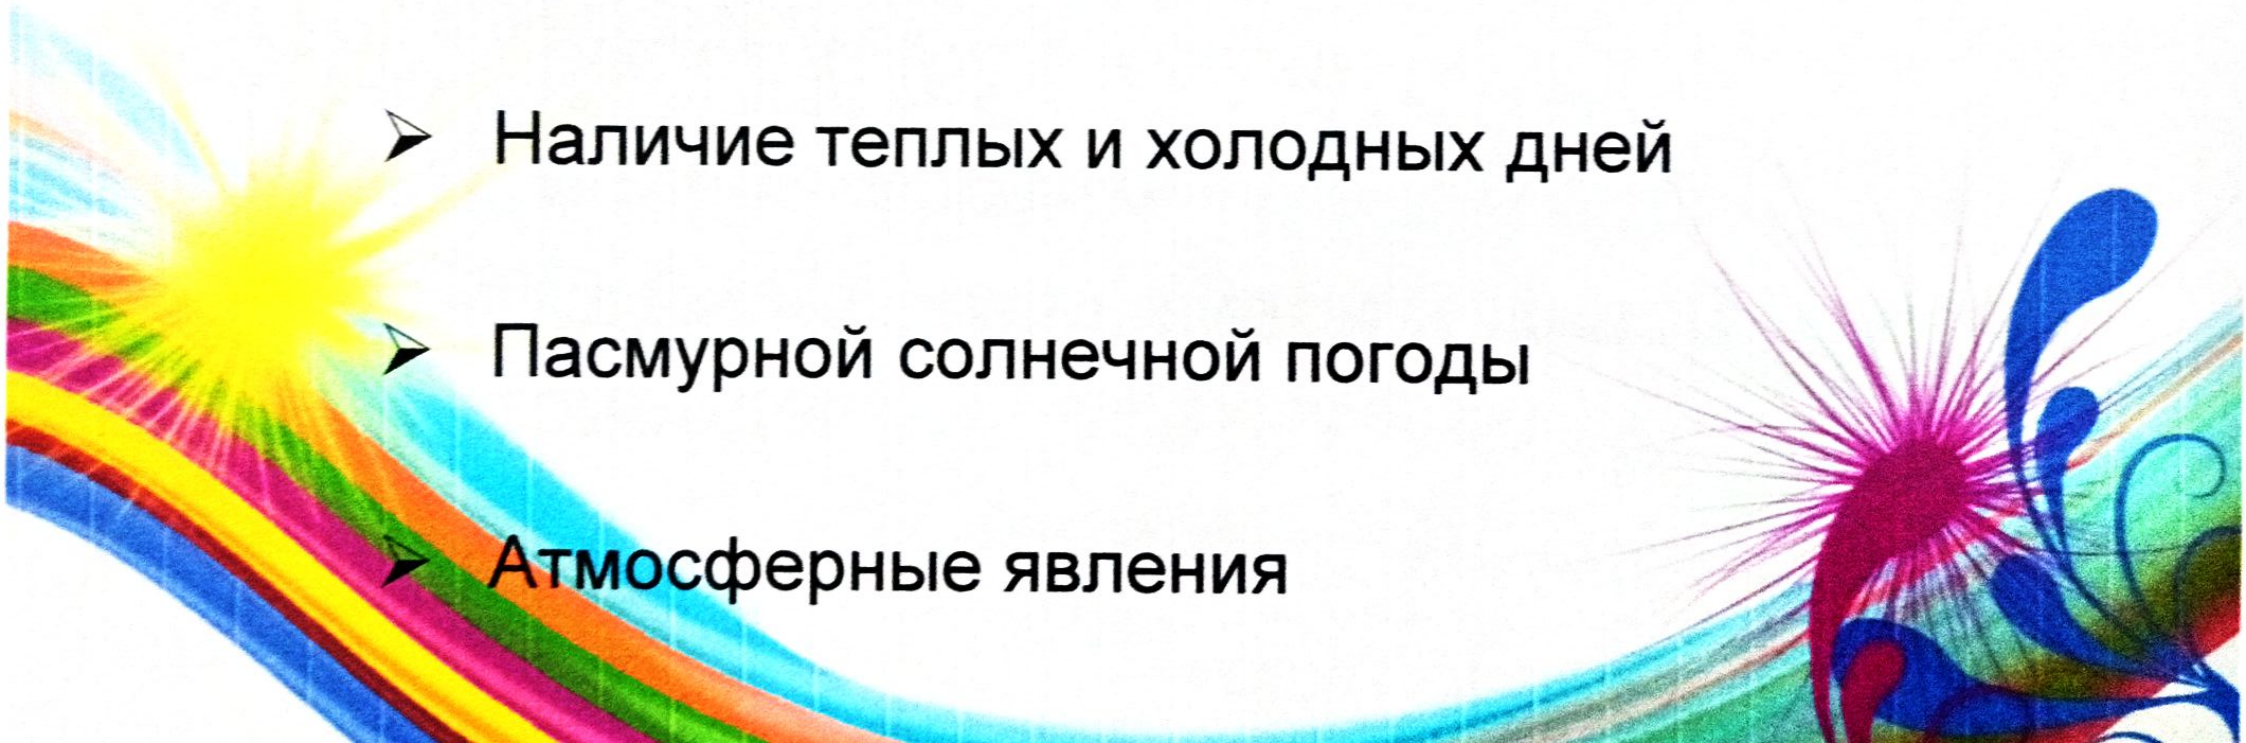 Наличие теплых и холодных дней
Пасмурной солнечной погоды
Атмосферные явления